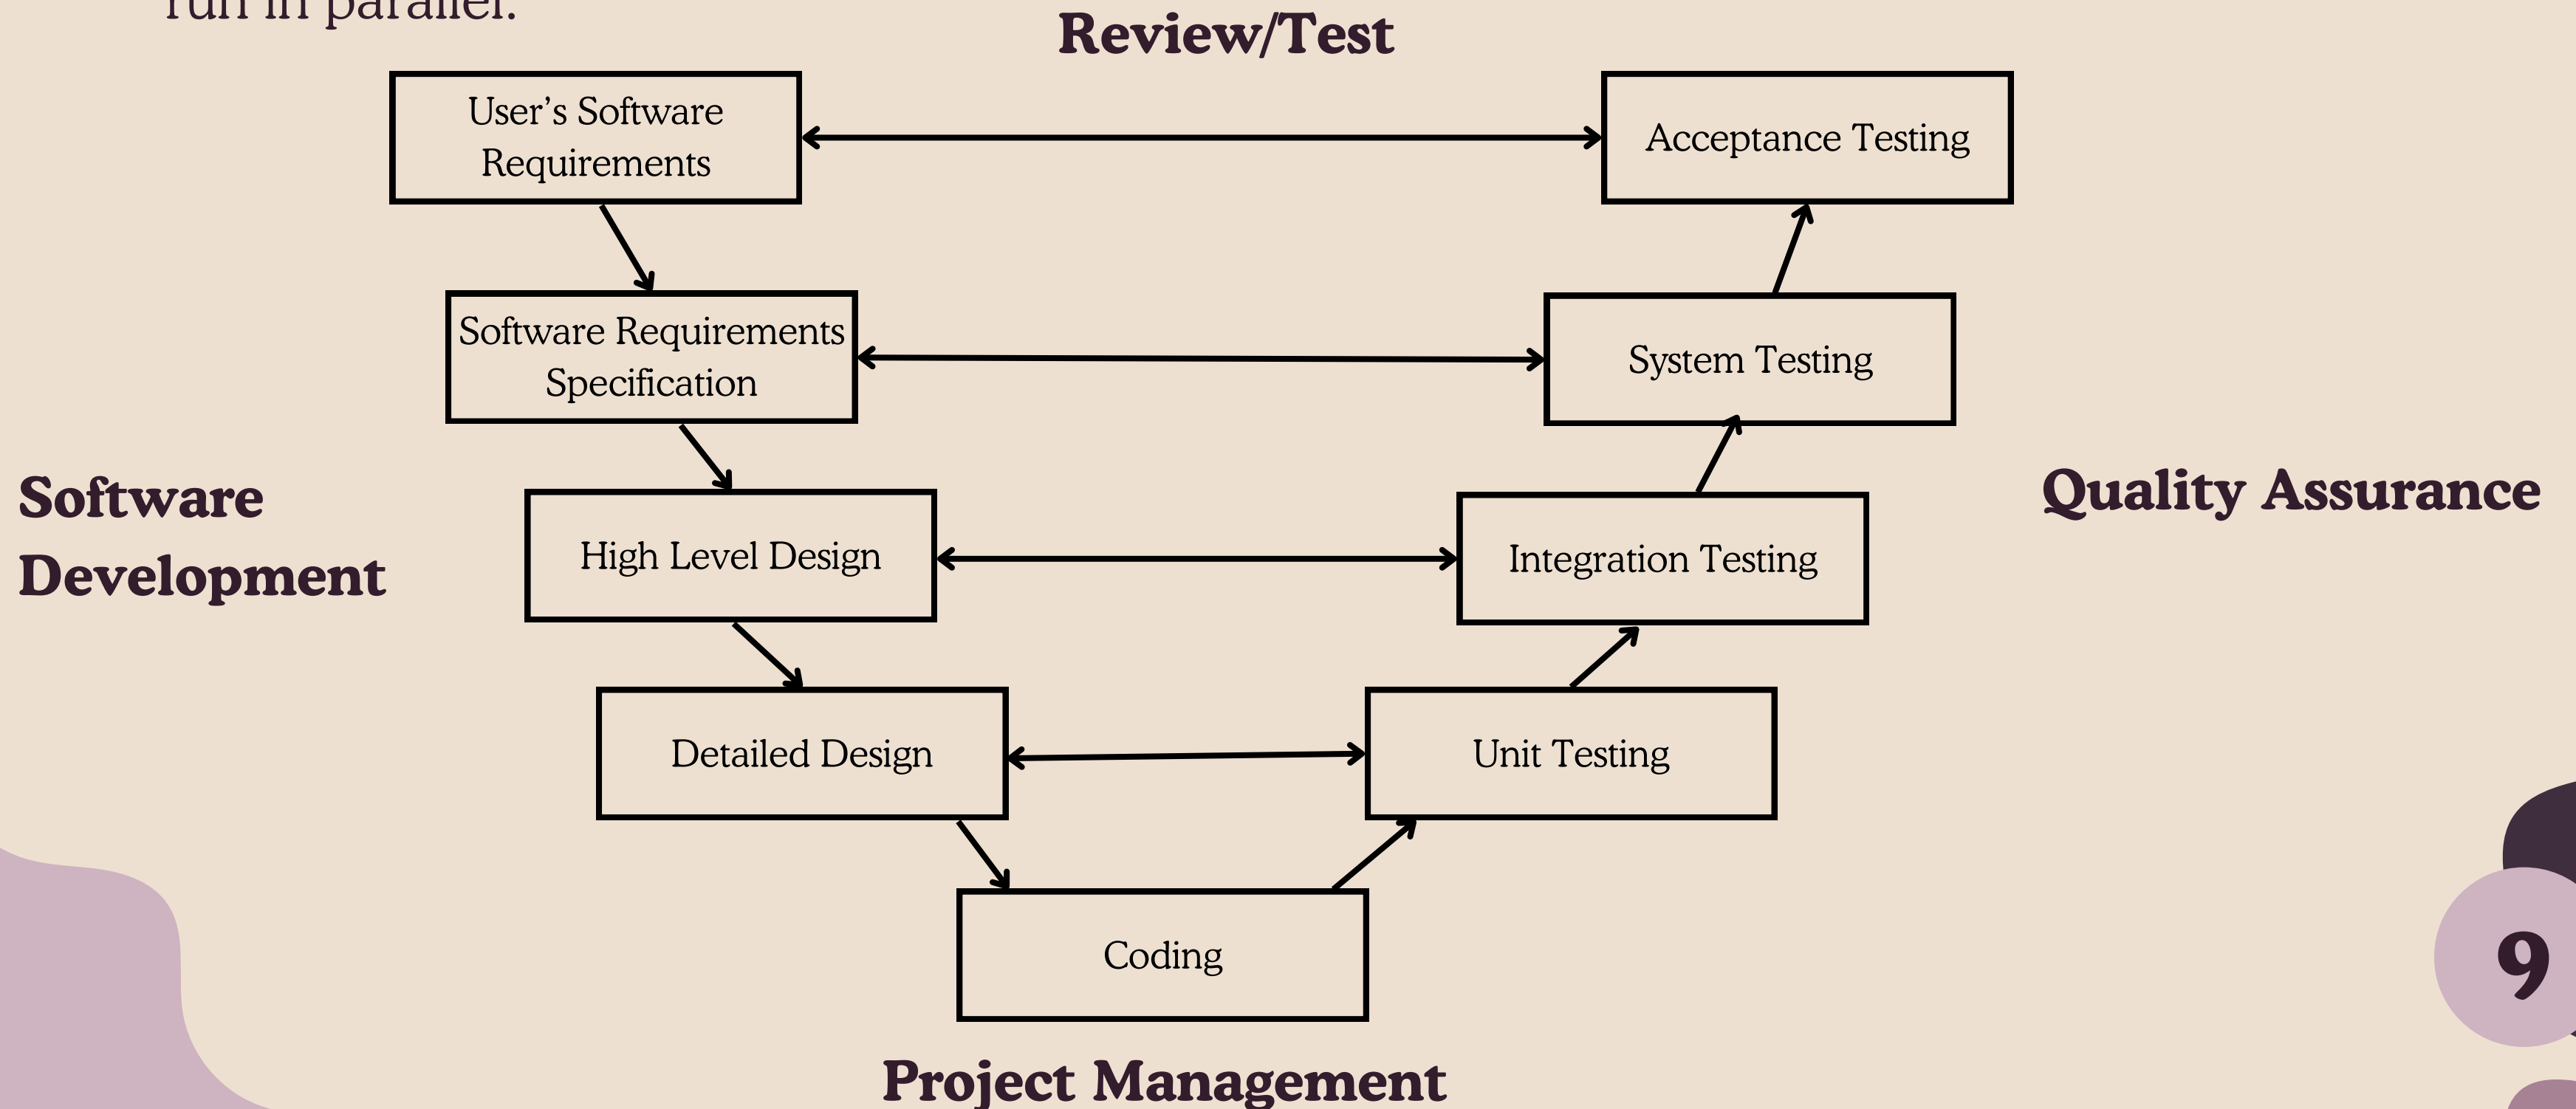 run in parallel.
Review/Test
User’s Software
Requirements
Acceptance Testing
Software Requirements
Specification
System Testing
Software
Development
Quality Assurance
High Level Design
Integration Testing
Detailed Design
Unit Testing
Coding
9
Project Management